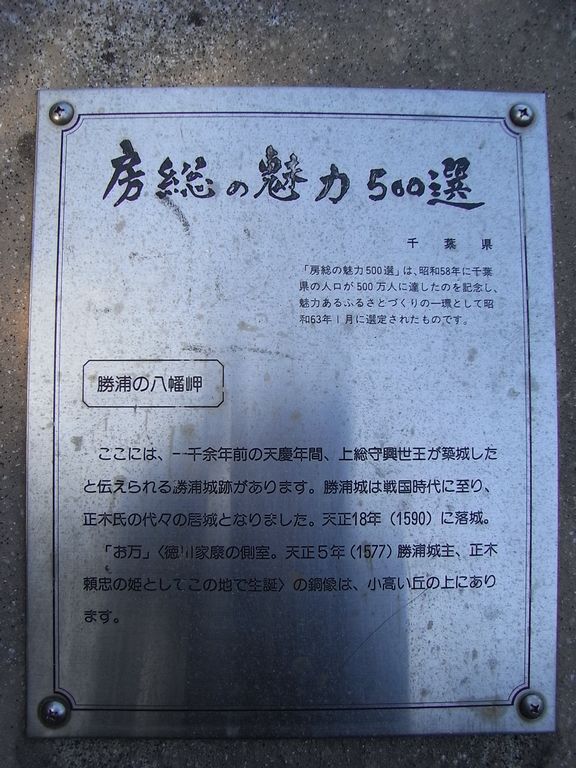 房総の魅力500選
千葉県
「房総の魅力500選」は、昭和58年に千葉
県の人口が500万人に達したのを記念し、
魅力あるふるさとづくりの一環として昭
和63年1月に選定されたものです。
勝浦の八幡岬
ここには、一千余年前の天慶年間、上総守興世王が築城した
と伝えられる勝浦城跡があります。勝浦城は戦国時代に至り、
正木氏の代々の居城となりました。天正18年(1590)に落城。
「お万」〈徳川家康の側室。天正5年(1577)勝浦城主、正木
頼忠の姫としてこの地で生誕〉の銅像は、小高い丘の上にあり
ます。